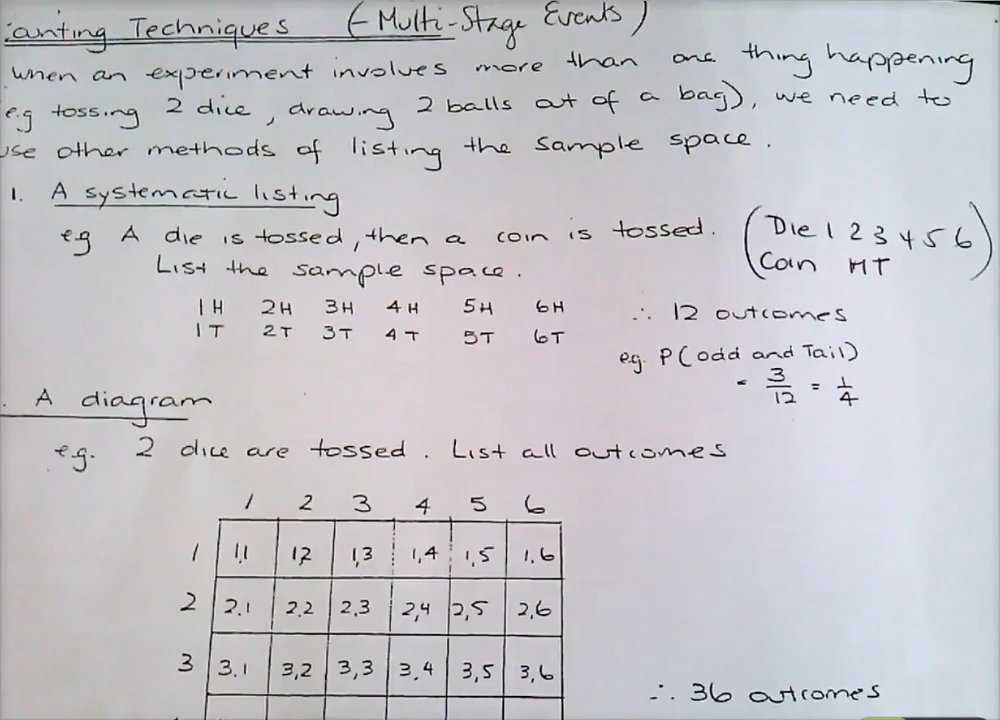 ounting Techniques (- Multi-Stage Events)
When an experiment involves more than one thing happening
e.g tossing 2 dice, drawing 2 balls out of a bag), we need to
use other methods of listing the sample space.
1. A systematic listing
eg A die is tossed, then a coin is tossed. (Die 1 2 3 4 5 6
List the sample space. Coin H T)
1H 2H 3H 4H 5H 6H ∴ 12 outcomes
1T 2T 3T 4T 5T 6T
eg. P(odd and Tail)
= 3/12 = 1/4
. A diagram
e.g. 2 dice are tossed. List all outcomes
1 2 3 4 5 6
1 1,1 1,2 1,3 1,4 1,5 1,6
2 2,1 2,2 2,3 2,4 2,5 2,6
3 3,1 3,2 3,3 3,4 3,5 3,6
∴ 36 outcomes